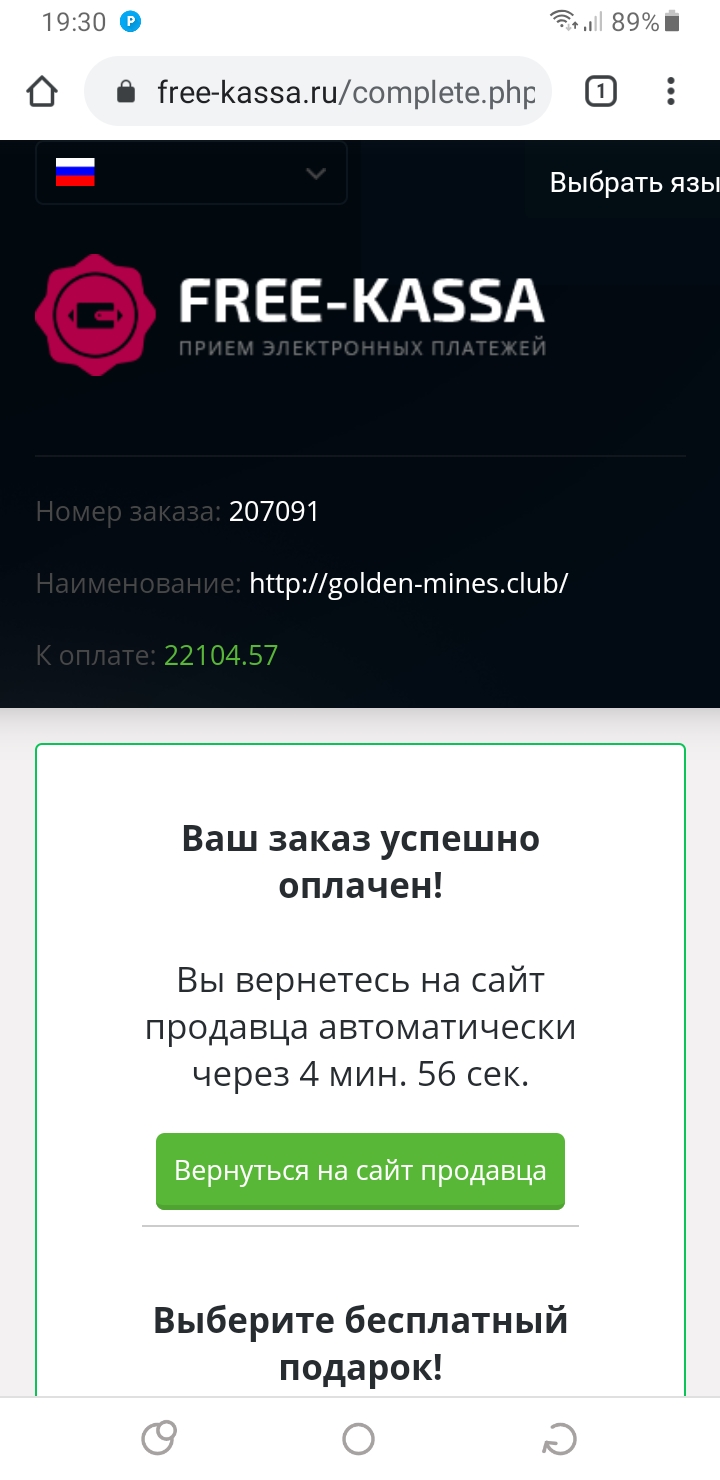 19:30 P 89%
free-kassa.ru/complete.php 1
Выбрать язы
FREE-KASSA
ПРИЕМ ЭЛЕКТРОННЫХ ПЛАТЕЖЕЙ
Номер заказа: 207091
Наименование: http://golden-mines.club/
К оплате: 22104.57
Ваш заказ успешно
оплачен!
Вы вернетесь на сайт
продавца автоматически
через 4 мин. 56 сек.
Вернуться на сайт продавца
Выберите бесплатный
подарок!